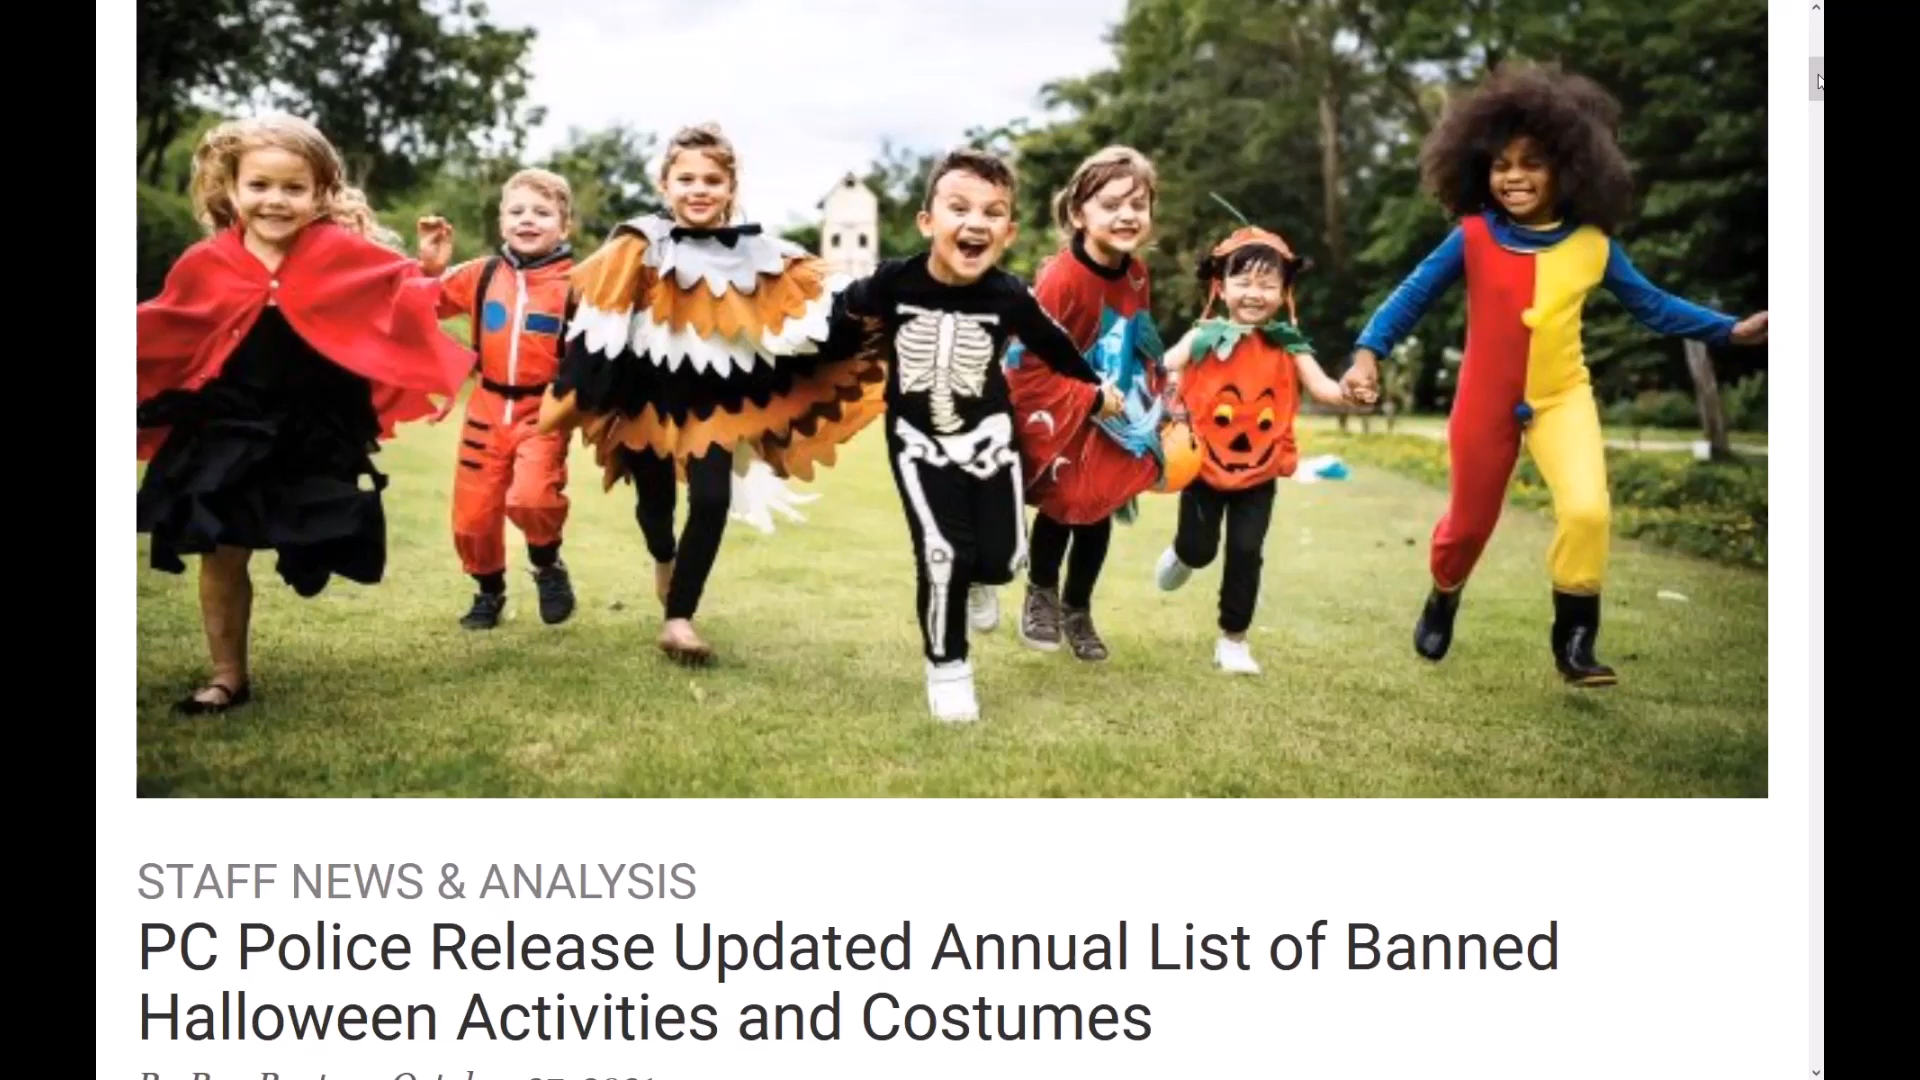 STAFF NEWS & ANALYSIS
PC Police Release Updated Annual List of Banned
Halloween Activities and Costumes